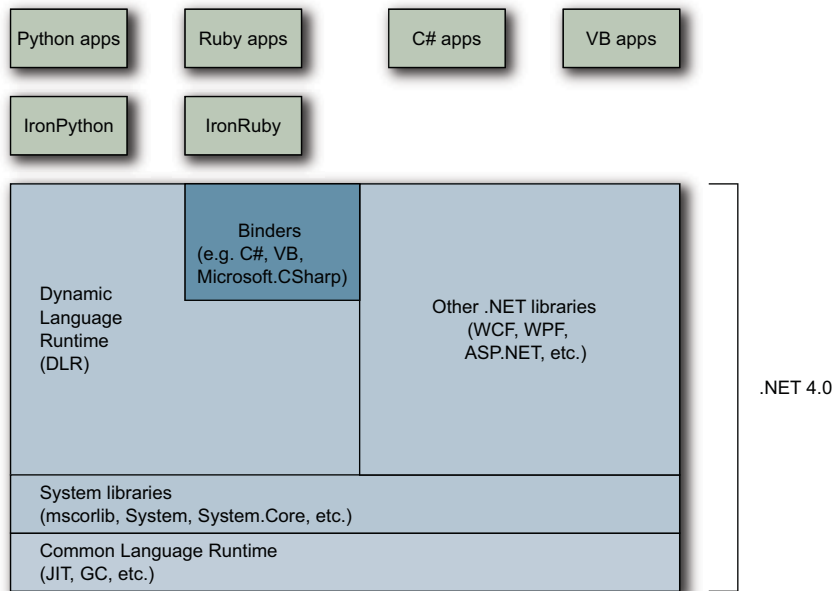 Python apps
Ruby apps
C# apps
VB apps
IronPython
IronRuby
Binders
(e.g. C#, VB,
Microsoft.CSharp)
Dynamic
Language
Runtime
(DLR)
Other .NET libraries
(WCF, WPF,
ASP.NET, etc.)
.NET 4.0
System libraries
(mscorlib, System, System.Core, etc.)
Common Language Runtime
(JIT, GC, etc.)